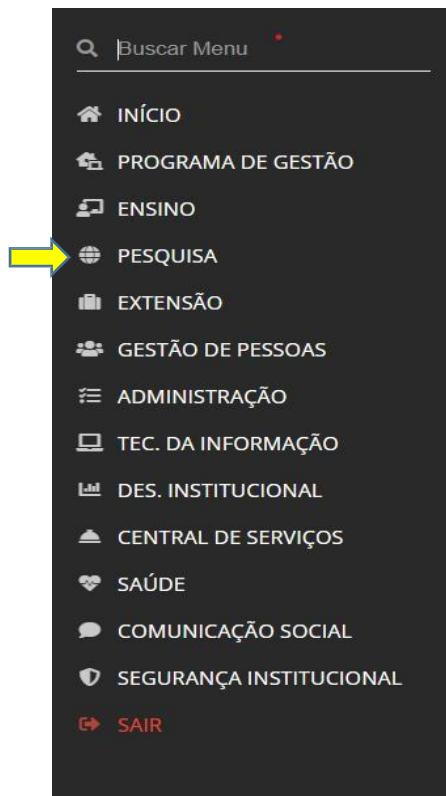 Buscar Menu
INÍCIO
PROGRAMA DE GESTÃO
ENSINO
PESQUISA
EXTENSÃO
GESTÃO DE PESSOAS
ADMINISTRAÇÃO
TEC. DA INFORMAÇÃO
DES. INSTITUCIONAL
CENTRAL DE SERVIÇOS
SAÚDE
COMUNICAÇÃO SOCIAL
SEGURANÇA INSTITUCIONAL
SAIR